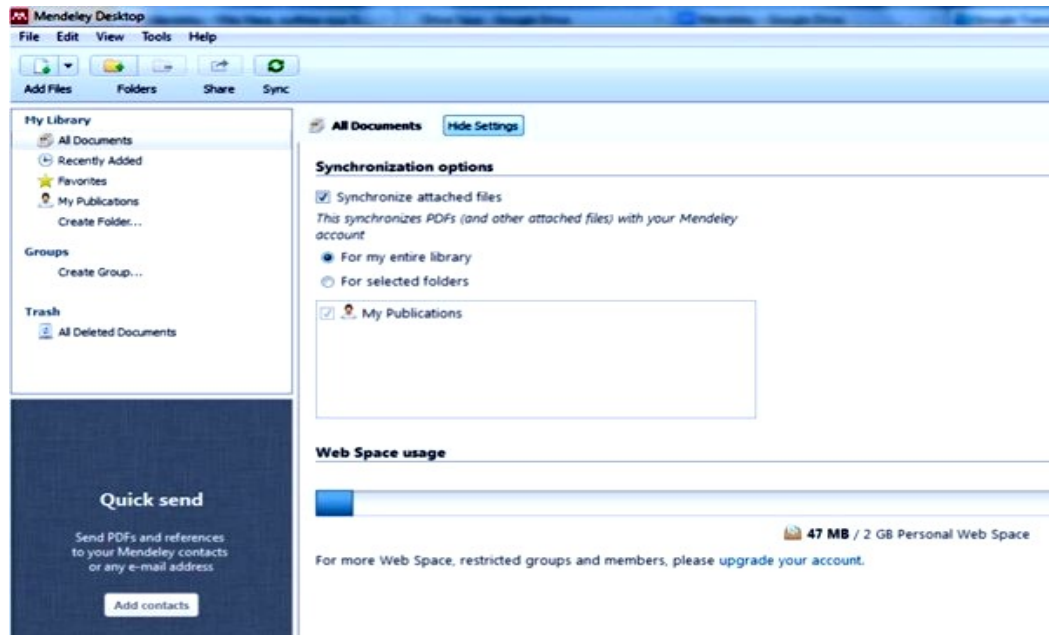 Mendeley Desktop
File Edit View Tools Help
Add Files Folders Share Sync
My Library
All Documents
Recently Added
Favorites
My Publications
Create Folder...
Groups
Create Group...
Trash
All Deleted Documents
Quick send
Send PDFs and references
to your Mendeley contacts
or any e-mail address
Add contacts
All Documents Hide Settings
Synchronization options
Synchronize attached files
This synchronizes PDFs (and other attached files) with your Mendeley
account
For my entire library
For selected folders
My Publications
Web Space usage
47 MB / 2 GB Personal Web Space
For more Web Space, restricted groups and members, please upgrade your account.